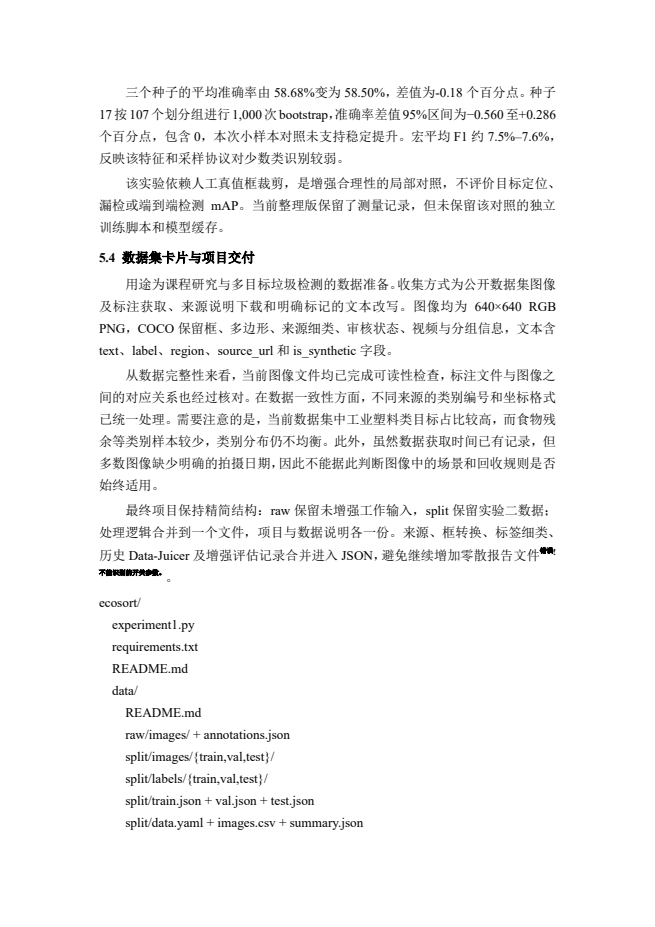 三个种子的平均准确率由 58.68%变为 58.50%，差值为-0.18 个百分点。种子
17 按 107 个划分组进行 1,000 次 bootstrap，准确率差值 95%区间为−0.560 至+0.286
个百分点，包含 0，本次小样本对照未支持稳定提升。宏平均 F1 约 7.5%–7.6%，
反映该特征和采样协议对少数类识别较弱。
该实验依赖人工真值框裁剪，是增强合理性的局部对照，不评价目标定位、
漏检或端到端检测 mAP。当前整理版保留了测量记录，但未保留该对照的独立
训练脚本和模型缓存。
5.4 数据集卡片与项目交付
用途为课程研究与多目标垃圾检测的数据准备。收集方式为公开数据集图像
及标注获取、来源说明下载和明确标记的文本改写。图像均为 640×640 RGB
PNG，COCO 保留框、多边形、来源细类、审核状态、视频与分组信息，文本含
text、label、region、source_url 和 is_synthetic 字段。
从数据完整性来看，当前图像文件均已完成可读性检查，标注文件与图像之
间的对应关系也经过核对。在数据一致性方面，不同来源的类别编号和坐标格式
已统一处理。需要注意的是，当前数据集中工业塑料类目标占比较高，而食物残
余等类别样本较少，类别分布仍不均衡。此外，虽然数据获取时间已有记录，但
多数图像缺少明确的拍摄日期，因此不能据此判断图像中的场景和回收规则是否
始终适用。
最终项目保持精简结构：raw 保留未增强工作输入，split 保留实验二数据；
处理逻辑合并到一个文件，项目与数据说明各一份。来源、框转换、标签细类、
历史 Data-Juicer 及增强评估记录合并进入 JSON，避免继续增加零散报告文件错误!
不能识别的开关参数。。
ecosort/
experiment1.py
requirements.txt
README.md
data/
README.md
raw/images/ + annotations.json
split/images/{train,val,test}/
split/labels/{train,val,test}/
split/train.json + val.json + test.json
split/data.yaml + images.csv + summary.json